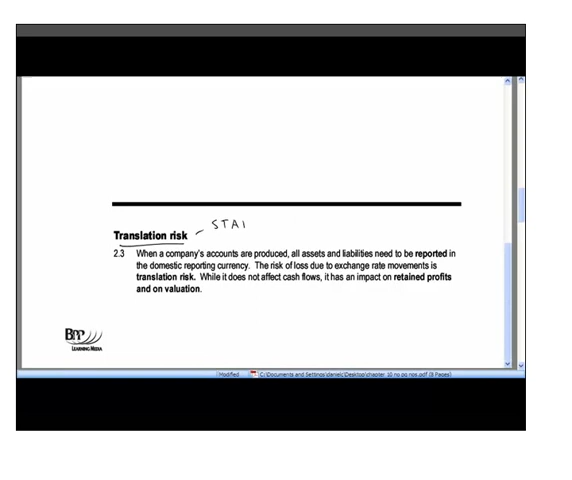 STAI
Translation risk
2.3 When a company's accounts are produced, all assets and liabilities need to be reported in
the domestic reporting currency. The risk of loss due to exchange rate movements is
translation risk. While it does not affect cash flows, it has an impact on retained profits
and on valuation.
BPP
LEARNING MEDIA
Modified C:\Documents and Settings\danielc\Desktop\chapter 10 no pq nos.pdf (8 Pages)